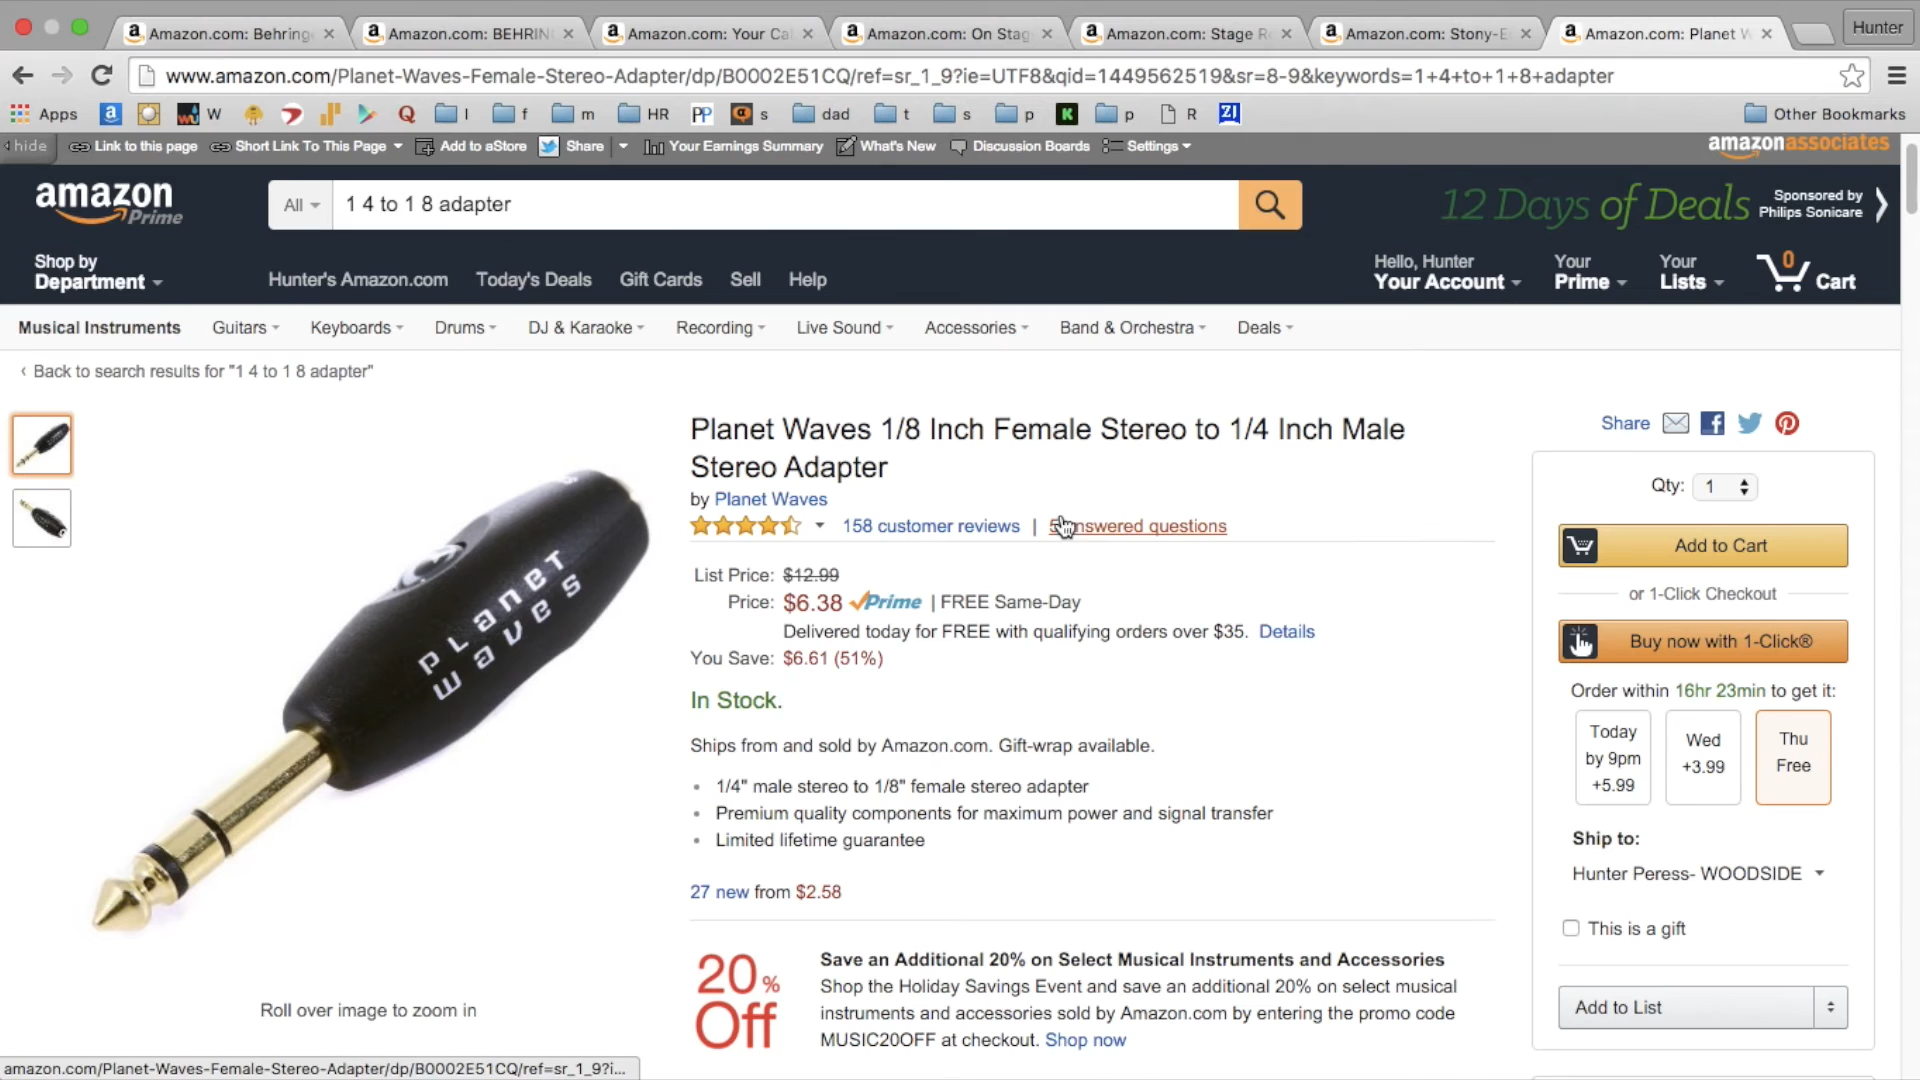 Amazon.com: Behring
Amazon.com: BEHRIN
Amazon.com: Your Ca
Amazon.com: On Stag
Amazon.com: Stage R
Amazon.com: Stony-E
Amazon.com: Planet W
Hunter
www.amazon.com/Planet-Waves-Female-Stereo-Adapter/dp/B0002E51CQ/ref=sr_1_9?ie=UTF8&qid=1449562519&sr=8-9&keywords=1+4+to+1+8+adapter
Apps W l f m HR PP s dad t s p K p R ZI Other Bookmarks
hide Link to this page Short Link To This Page Add to aStore Share Your Earnings Summary What's New Discussion Boards Settings amazonassociates
amazon Prime
All 1 4 to 1 8 adapter
12 Days of Deals Sponsored by Philips Sonicare
Shop by
Department
Hunter's Amazon.com Today's Deals Gift Cards Sell Help
Hello, Hunter
Your Account
Your
Prime
Your
Lists
0
Cart
Musical Instruments Guitars Keyboards Drums DJ & Karaoke Recording Live Sound Accessories Band & Orchestra Deals
‹ Back to search results for "1 4 to 1 8 adapter"
PLanet
waves
Roll over image to zoom in
Planet Waves 1/8 Inch Female Stereo to 1/4 Inch Male
Stereo Adapter
by Planet Waves
158 customer reviews | 5 answered questions
List Price: $12.99
Price: $6.38 Prime | FREE Same-Day
Delivered today for FREE with qualifying orders over $35. Details
You Save: $6.61 (51%)
In Stock.
Ships from and sold by Amazon.com. Gift-wrap available.
• 1/4" male stereo to 1/8" female stereo adapter
• Premium quality components for maximum power and signal transfer
• Limited lifetime guarantee
27 new from $2.58
20% Off
Save an Additional 20% on Select Musical Instruments and Accessories
Shop the Holiday Savings Event and save an additional 20% on select musical
instruments and accessories sold by Amazon.com by entering the promo code
MUSIC20OFF at checkout. Shop now
Share
Qty: 1
Add to Cart
or 1-Click Checkout
Buy now with 1-Click®
Order within 16hr 23min to get it:
Today
by 9pm
+5.99
Wed
+3.99
Thu
Free
Ship to:
Hunter Peress- WOODSIDE
This is a gift
Add to List
amazon.com/Planet-Waves-Female-Stereo-Adapter/dp/B0002E51CQ/ref=sr_1_9?i...